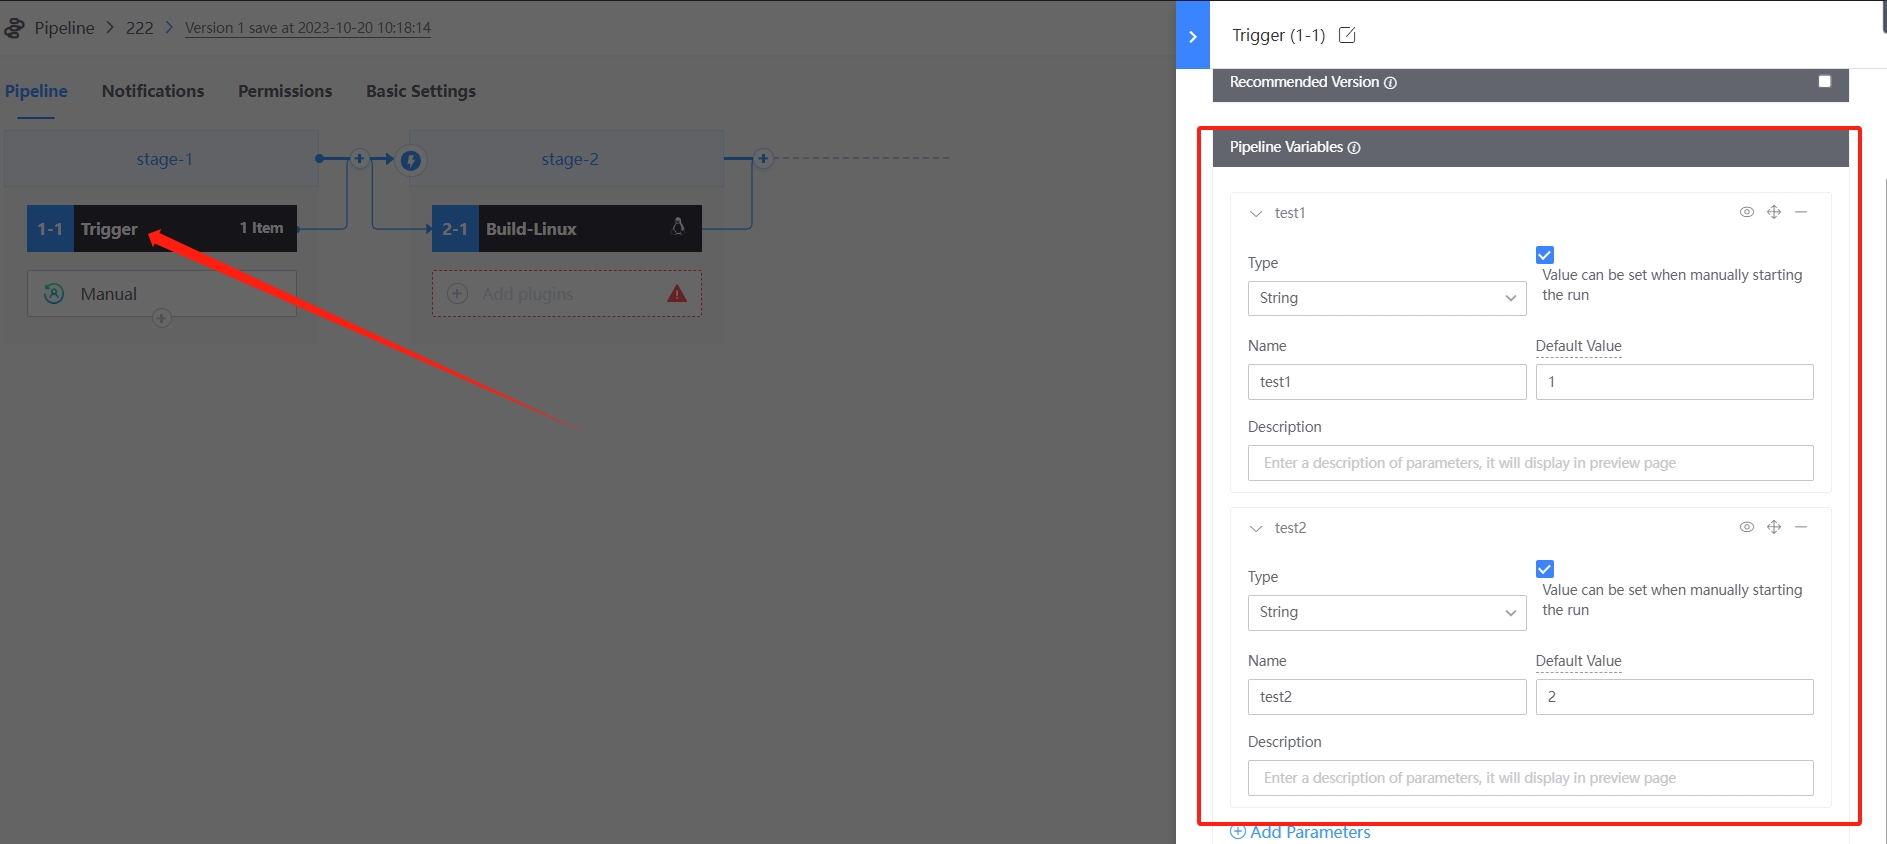 Pipeline > 222 > Version 1 save at 2023-10-20 10:18:14
Pipeline Notifications Permissions Basic Settings
stage-1
stage-2
1-1 Trigger 1 Item
2-1 Build-Linux
Manual
Add plugins
Trigger (1-1)
Recommended Version
Pipeline Variables
test1
Type
Value can be set when manually starting
the run
String
Name
Default Value
test1
1
Description
Enter a description of parameters, it will display in preview page
test2
Type
Value can be set when manually starting
the run
String
Name
Default Value
test2
2
Description
Enter a description of parameters, it will display in preview page
Add Parameters